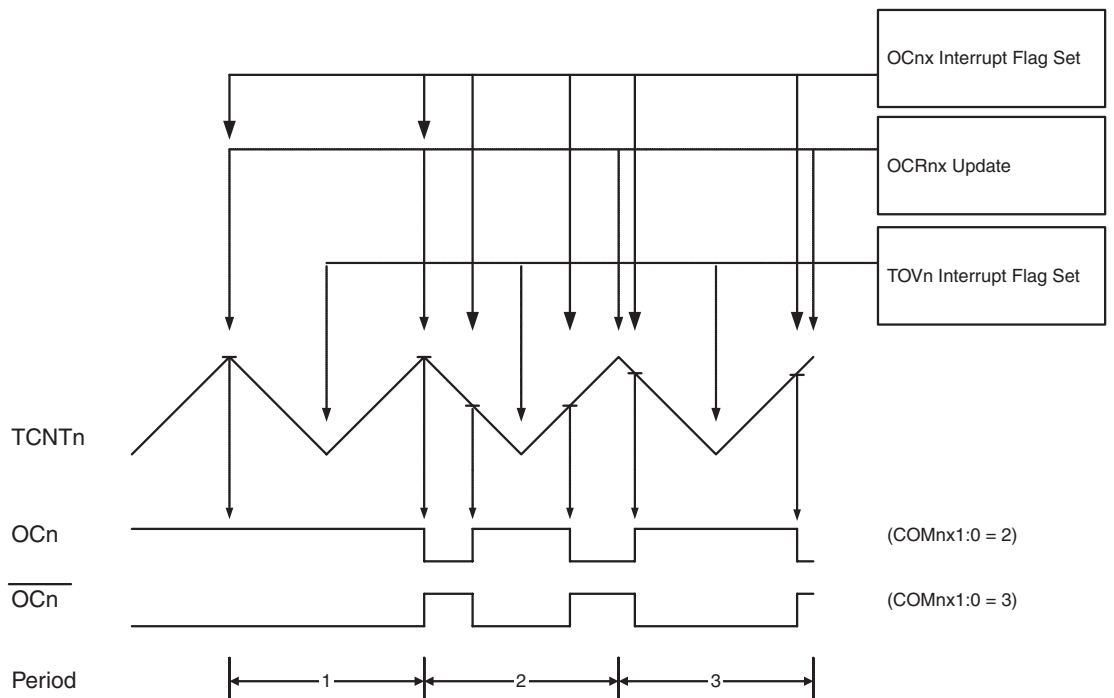 OCnx Interrupt Flag Set
OCRnx Update
TOVn Interrupt Flag Set
TCNTn
OCn
(COMnx1:0 = 2)
OCn
(COMnx1:0 = 3)
Period
1
2
3